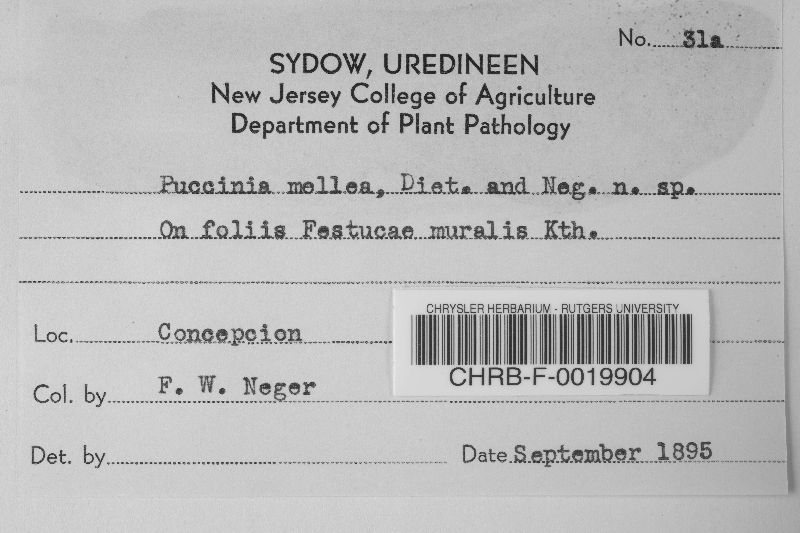 No. 31a
SYDOW, UREDINEEN
New Jersey College of Agriculture
Department of Plant Pathology
Puccinia mellea, Diet. and Neg. n. sp.
On foliis Festucae muralis Kth.
Loc. Concepcion
CHRYSLER HERBARIUM - RUTGERS UNIVERSITY
CHRB-F-0019904
Col. by F. W. Neger
Det. by
Date September 1895